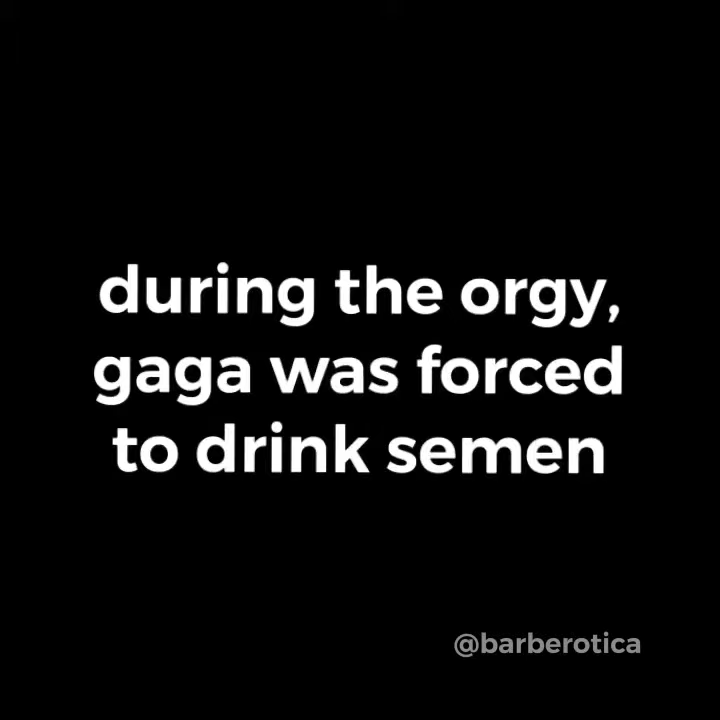 during the orgy,
gaga was forced
to drink semen
@barberotica